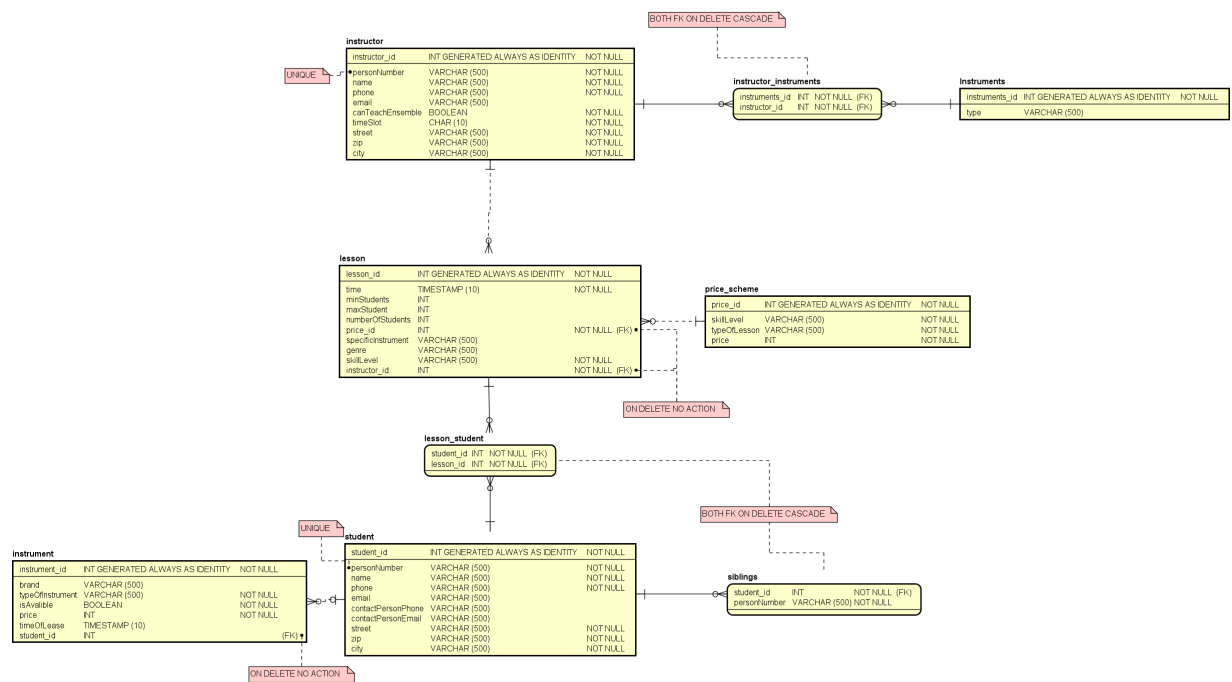 BOTH FK ON DELETE CASCADE
instructor
instructor_id INT GENERATED ALWAYS AS IDENTITY NOT NULL
UNIQUE
personNumber VARCHAR (500) NOT NULL
name VARCHAR (500) NOT NULL
phone VARCHAR (500) NOT NULL
email VARCHAR (500)
canTeachEnsemble BOOLEAN NOT NULL
timeSlot CHAR (10) NOT NULL
street VARCHAR (500) NOT NULL
zip VARCHAR (500) NOT NULL
city VARCHAR (500) NOT NULL
instructor_instruments
instruments_id INT NOT NULL (FK)
instructor_id INT NOT NULL (FK)
Instruments
instruments_id INT GENERATED ALWAYS AS IDENTITY NOT NULL
type VARCHAR (500)
lesson
lesson_id INT GENERATED ALWAYS AS IDENTITY NOT NULL
time TIMESTAMP (10) NOT NULL
minStudents INT
maxStudent INT
numberOfStudents INT
price_id INT NOT NULL (FK)
specificInstrument VARCHAR (500)
genre VARCHAR (500)
skillLevel VARCHAR (500) NOT NULL
instructor_id INT NOT NULL (FK)
price_scheme
price_id INT GENERATED ALWAYS AS IDENTITY NOT NULL
skillLevel VARCHAR (500) NOT NULL
typeOfLesson VARCHAR (500) NOT NULL
price INT NOT NULL
ON DELETE NO ACTION
lesson_student
student_id INT NOT NULL (FK)
lesson_id INT NOT NULL (FK)
BOTH FK ON DELETE CASCADE
UNIQUE
student
student_id INT GENERATED ALWAYS AS IDENTITY NOT NULL
personNumber VARCHAR (500) NOT NULL
name VARCHAR (500) NOT NULL
phone VARCHAR (500) NOT NULL
email VARCHAR (500)
contactPersonPhone VARCHAR (500)
contactPersonEmail VARCHAR (500)
street VARCHAR (500) NOT NULL
zip VARCHAR (500) NOT NULL
city VARCHAR (500) NOT NULL
instrument
instrument_id INT GENERATED ALWAYS AS IDENTITY NOT NULL
brand VARCHAR (500)
typeOfInstrument VARCHAR (500) NOT NULL
isAvalible BOOLEAN NOT NULL
price INT NOT NULL
timeOfLease TIMESTAMP (10)
student_id INT (FK)
ON DELETE NO ACTION
siblings
student_id INT NOT NULL (FK)
personNumber VARCHAR (500) NOT NULL